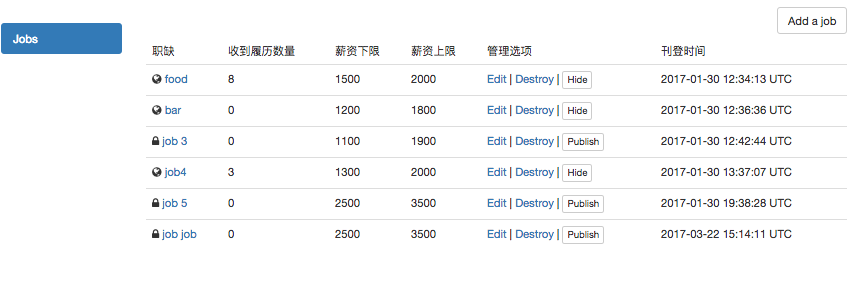 Add a job
Jobs
职缺 收到履历数量 薪资下限 薪资上限 管理选项 刊登时间
food 8 1500 2000 Edit | Destroy | Hide 2017-01-30 12:34:13 UTC
bar 0 1200 1800 Edit | Destroy | Hide 2017-01-30 12:36:36 UTC
job 3 0 1100 1900 Edit | Destroy | Publish 2017-01-30 12:42:44 UTC
job4 3 1300 2000 Edit | Destroy | Hide 2017-01-30 13:37:07 UTC
job 5 0 2500 3500 Edit | Destroy | Publish 2017-01-30 19:38:28 UTC
job job 0 2500 3500 Edit | Destroy | Publish 2017-03-22 15:14:11 UTC